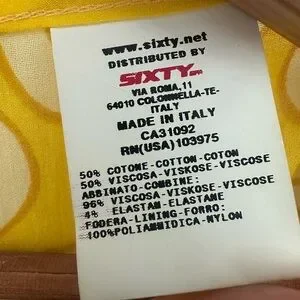 www.sixty.net
DISTRIBUTED BY
SIXTY
VIA ROMA,11
64010 COLONNELLA-TE-
ITALY
MADE IN ITALY
CA31092
RN(USA)103975
50% COTONE-COTTON-COTON
50% VISCOSA-VISKOSE-VISCOSE
ABBINATO-COMBINE:
96% VISCOSA-VISKOSE-VISCOSE
4% ELASTAN-ELASTANE
FODERA-LINING-FORRO:
100%POLIAMMIDICA-NYLON